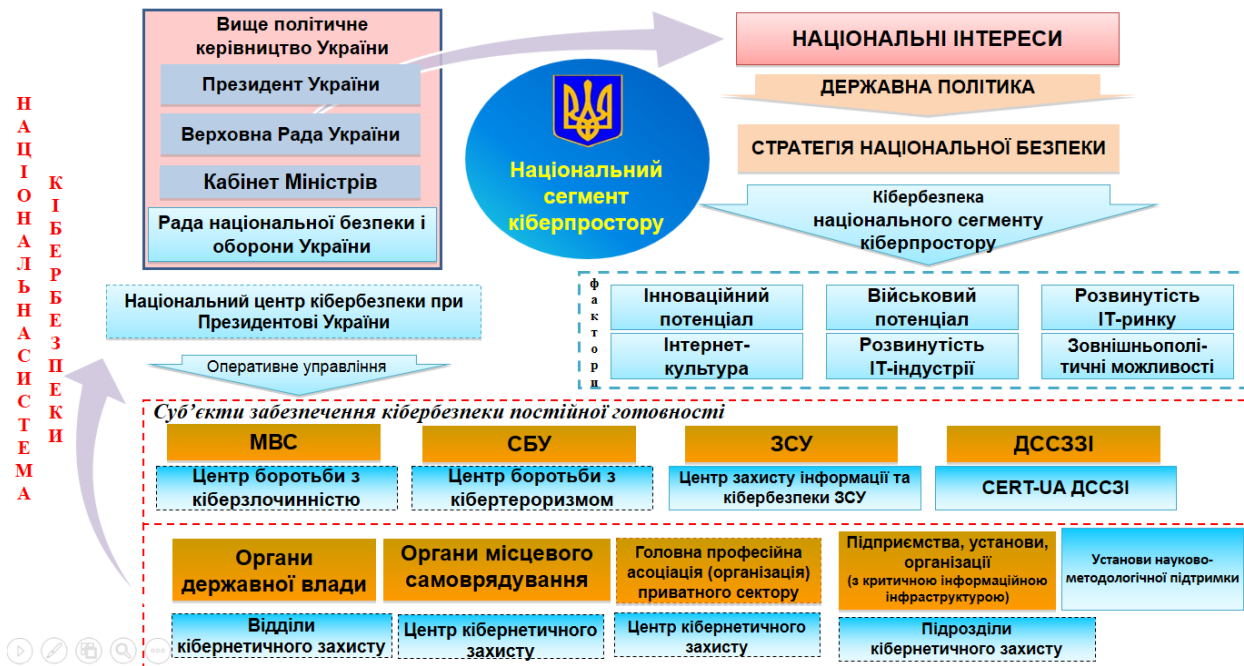 НАЦІОНАЛЬНА СИСТЕМА
КІБЕРБЕЗПЕКИ
Вище політичне
керівництво України
Президент України
Верховна Рада України
Кабінет Міністрів
Рада національної безпеки і
оборони України
Національний
сегмент
кіберпростору
НАЦІОНАЛЬНІ ІНТЕРЕСИ
ДЕРЖАВНА ПОЛІТИКА
СТРАТЕГІЯ НАЦІОНАЛЬНОЇ БЕЗПЕКИ
Кібербезпека
національного сегменту
кіберпростору
Національний центр кібербезпеки при
Президентові України
Оперативне управління
фактори
Інноваційний
потенціал
Військовий
потенціал
Розвинутість
ІТ-ринку
Інтернет-
культура
Розвинутість
ІТ-індустрії
Зовнішньополі-
тичні можливості
Суб’єкти забезпечення кібербезпеки постійної готовності
МВС
СБУ
ЗСУ
ДССЗЗІ
Центр боротьби з
кіберзлочинністю
Центр боротьби з
кібертероризмом
Центр захисту інформації та
кібербезпеки ЗСУ
CERT-UA ДССЗІ
Органи
державної влади
Органи місцевого
самоврядування
Головна професійна
асоціація (організація)
приватного сектору
Підприємства, установи,
організації
(з критичною інформаційною
інфраструктурою)
Установи науково-
методологічної підтримки
Відділи
кібернетичного захисту
Центр кібернетичного
захисту
Центр кібернетичного
захисту
Підрозділи
кібернетичного захисту